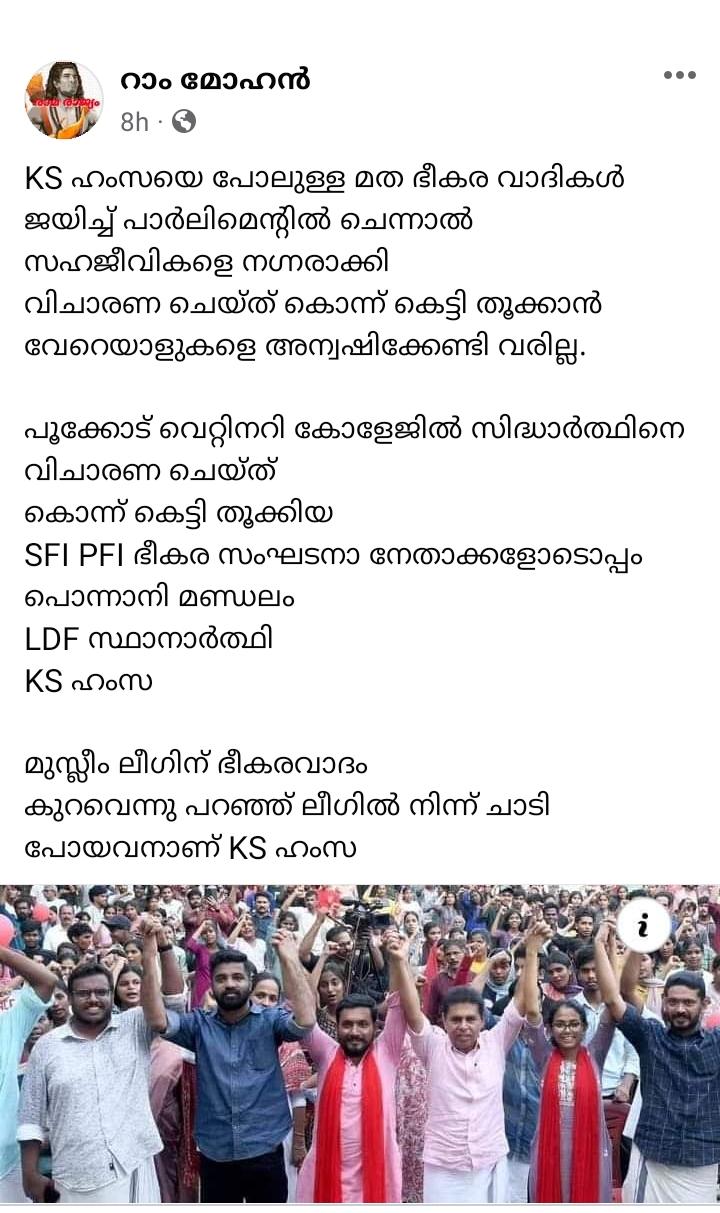 റാം മോഹൻ
രാമ രാജ്യം
8h ·
KS ഹംസയെ പോലുള്ള മത ഭീകര വാദികൾ
ജയിച്ച് പാർലിമെൻ്റിൽ ചെന്നാൽ
സഹജീവികളെ നഗ്നരാക്കി
വിചാരണ ചെയ്ത് കൊന്ന് കെട്ടി തൂക്കാൻ
വേറെയാളുകളെ അന്വഷിക്കേണ്ടി വരില്ല.
പൂക്കോട് വെറ്റിനറി കോളേജിൽ സിദ്ധാർത്ഥിനെ
വിചാരണ ചെയ്ത്
കൊന്ന് കെട്ടി തൂക്കിയ
SFI PFI ഭീകര സംഘടനാ നേതാക്കളോടൊപ്പം
പൊന്നാനി മണ്ഡലം
LDF സ്ഥാനാർത്ഥി
KS ഹംസ
മുസ്ലീം ലീഗിന് ഭീകരവാദം
കുറവെന്നു പറഞ്ഞ് ലീഗിൽ നിന്ന് ചാടി
പോയവനാണ് KS ഹംസ
i